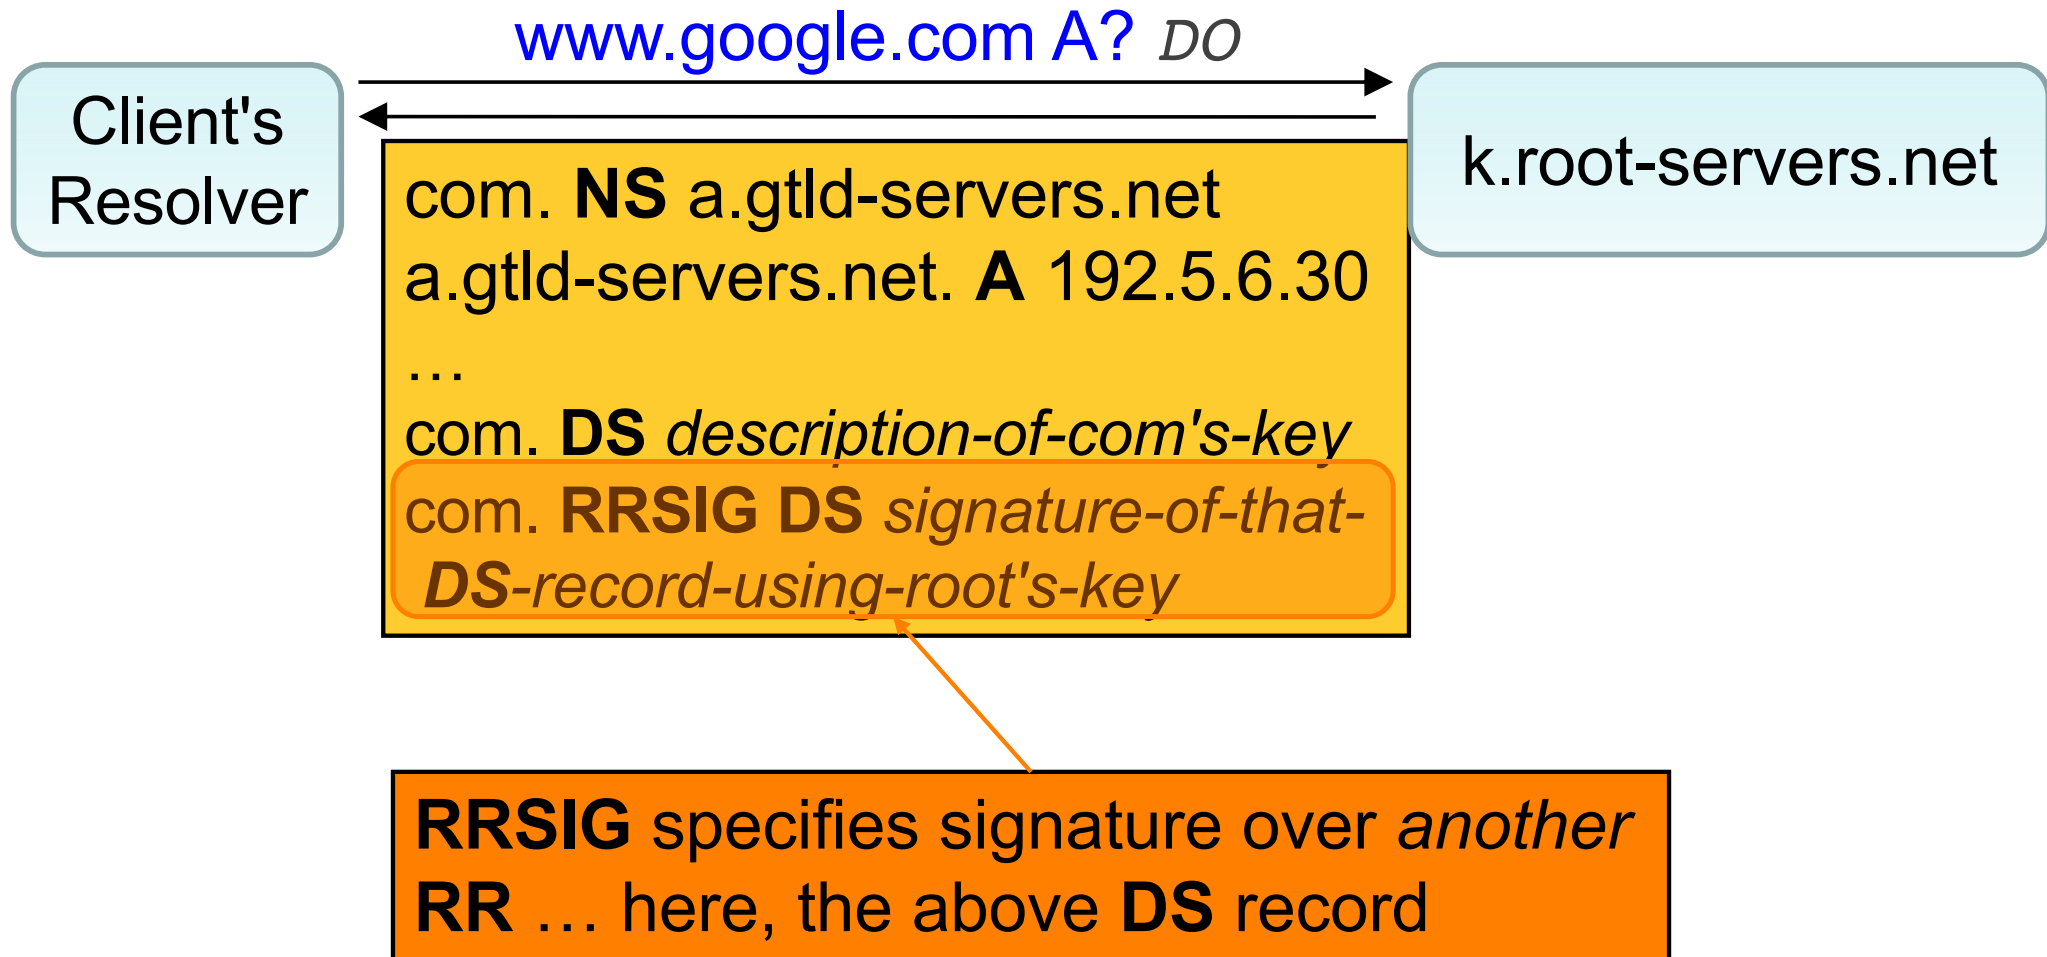 www.google.com A? DO
Client's
Resolver
k.root-servers.net
com. NS a.gtld-servers.net
a.gtld-servers.net. A 192.5.6.30
…
com. DS description-of-com's-key
com. RRSIG DS signature-of-that-
DS-record-using-root's-key
RRSIG specifies signature over another
RR … here, the above DS record